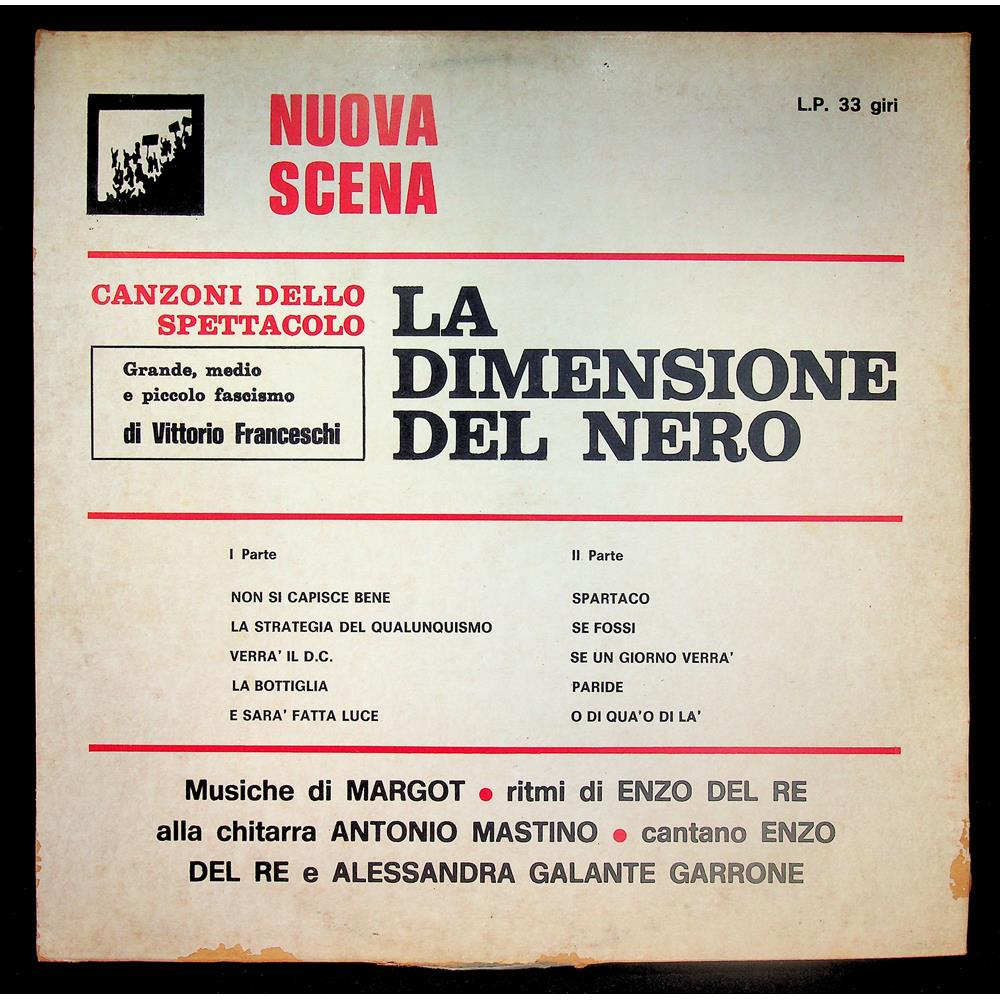 NUOVA
SCENA
L.P. 33 giri
CANZONI DELLO
SPETTACOLO
Grande, medio
e piccolo fascismo
di Vittorio Franceschi
LA
DIMENSIONE
DEL NERO
I Parte
NON SI CAPISCE BENE
LA STRATEGIA DEL QUALUNQUISMO
VERRA' IL D.C.
LA BOTTIGLIA
E SARA' FATTA LUCE
II Parte
SPARTACO
SE FOSSI
SE UN GIORNO VERRA'
PARIDE
O DI QUA'O DI LA'
Musiche di MARGOT ● ritmi di ENZO DEL RE
alla chitarra ANTONIO MASTINO ● cantano ENZO
DEL RE e ALESSANDRA GALANTE GARRONE